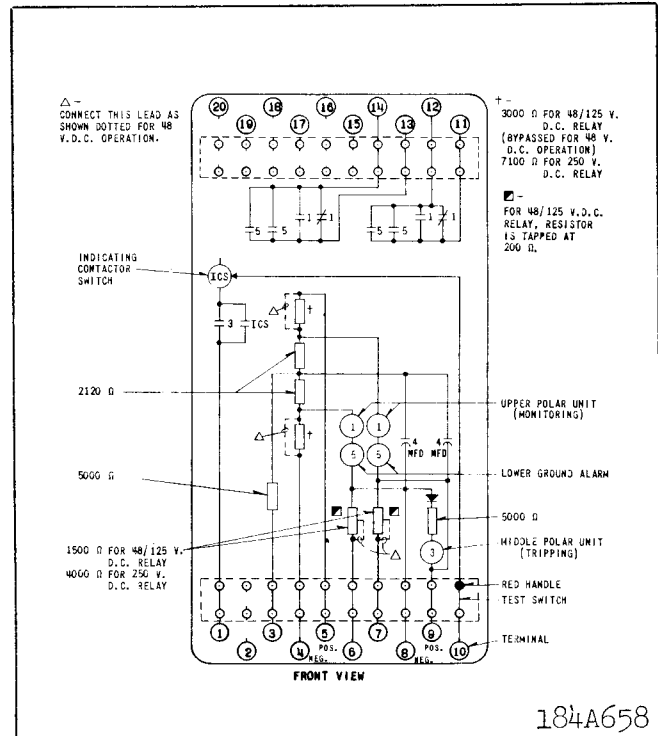 △ -
CONNECT THIS LEAD AS
SHOWN DOTTED FOR 48
V.D.C. OPERATION.
20
19
18
17
16
15
14
13
12
11
† -
3000 Ω FOR 48/125 V.
D.C. RELAY
(BYPASSED FOR 48 V.
D.C. OPERATION)
7100 Ω FOR 250 V.
D.C. RELAY
◪ -
FOR 48/125 V.D.C.
RELAY, RESISTOR
IS TAPPED AT
200 Ω.
5
5
1
1
5
5
1
1
INDICATING
CONTACTOR
SWITCH
ICS
3
ICS
△
†
2120 Ω
△
†
UPPER POLAR UNIT
(MONITORING)
1
1
4
MFD
4
MFD
5
5
LOWER GROUND ALARM
5000 Ω
5000 Ω
3
MIDDLE POLAR UNIT
(TRIPPING)
1500 Ω FOR 48/125 V.
D.C. RELAY
4000 Ω FOR 250 V.
D.C. RELAY
△
RED HANDLE
TEST SWITCH
1
2
3
4
5
6
7
8
9
10
POS.
NEG.
POS.
NEG.
TERMINAL
FRONT VIEW
184A658